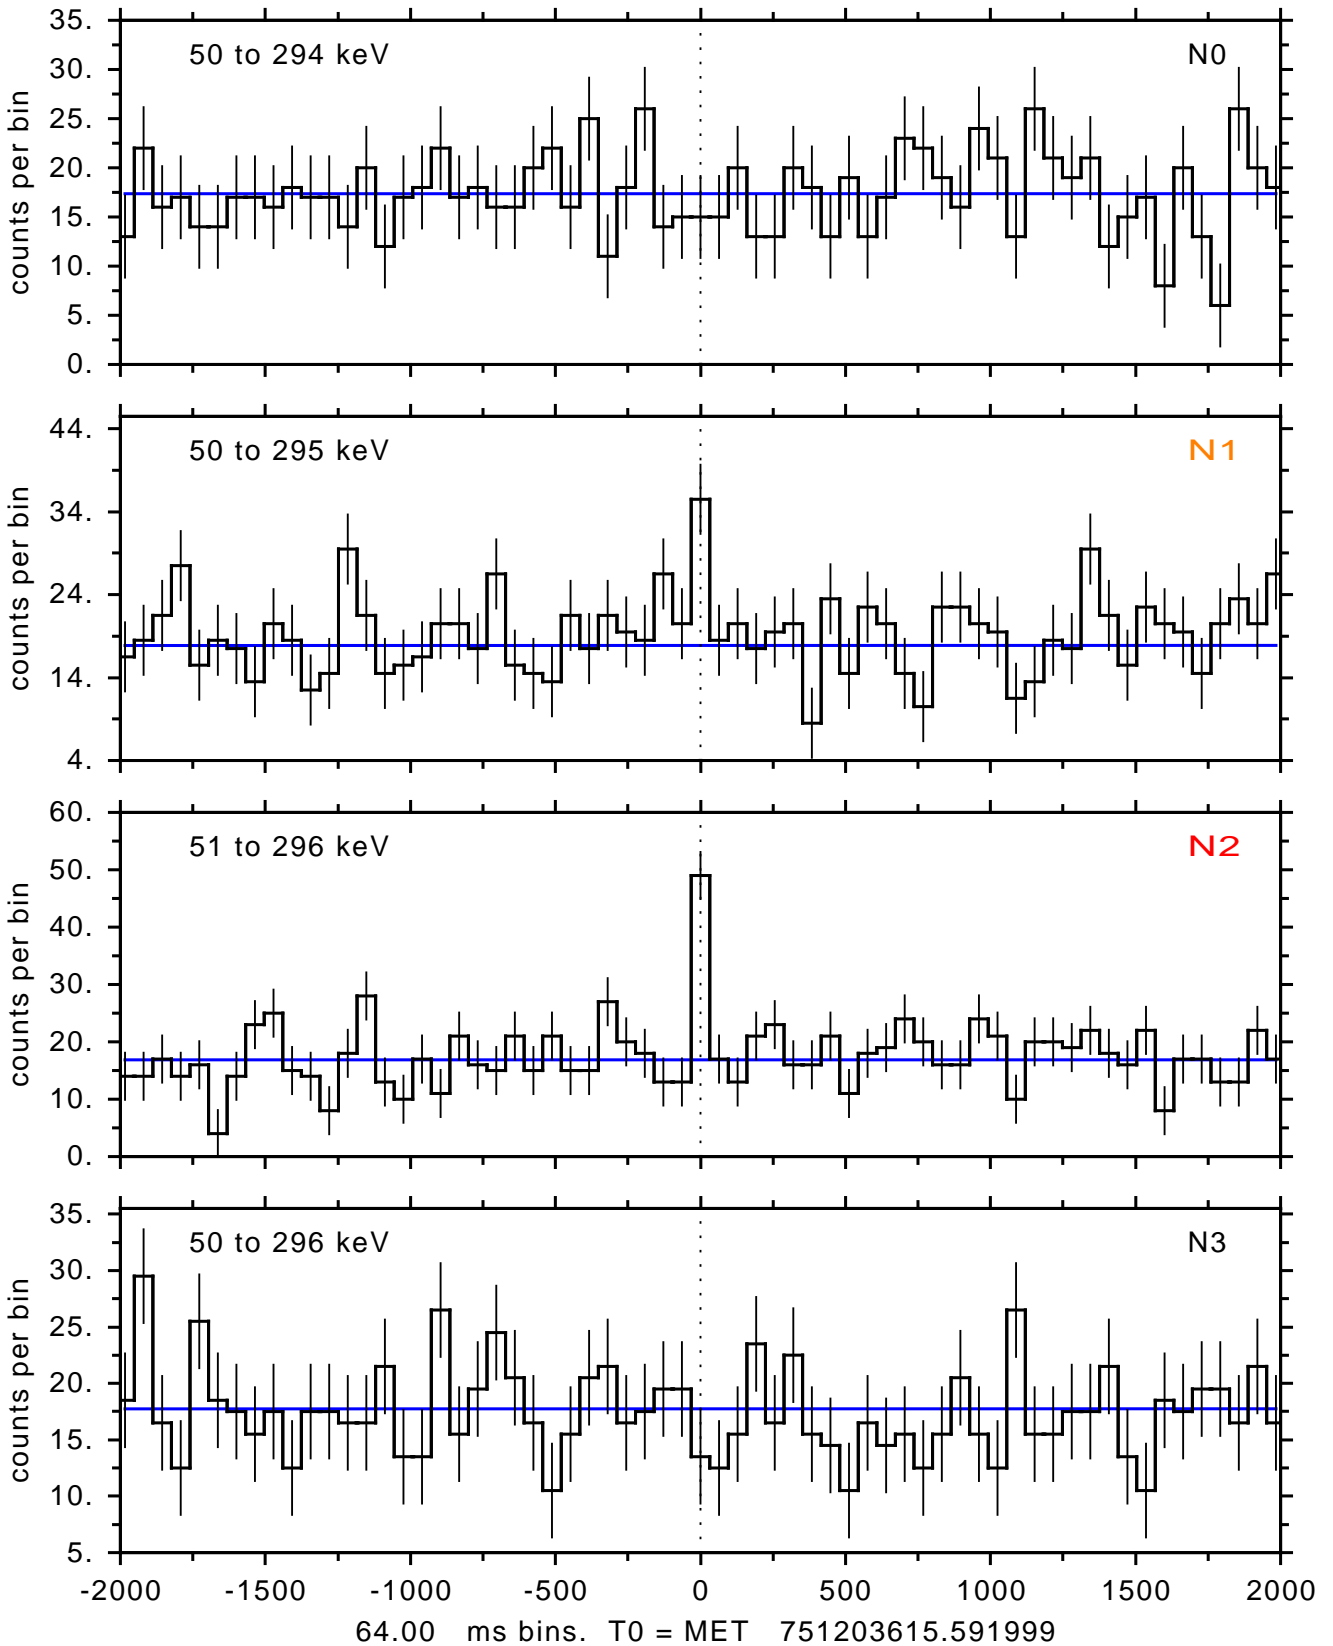 35.
50 to 294 keV N0
30.
25.
20.
15.
10.
5.
0.
counts per bin
44.
50 to 295 keV N1
34.
24.
14.
4.
counts per bin
60.
51 to 296 keV N2
50.
40.
30.
20.
10.
0.
counts per bin
35.
50 to 296 keV N3
30.
25.
20.
15.
10.
5.
counts per bin
-2000 -1500 -1000 -500 0 500 1000 1500 2000
64.00 ms bins. T0 = MET 751203615.591999